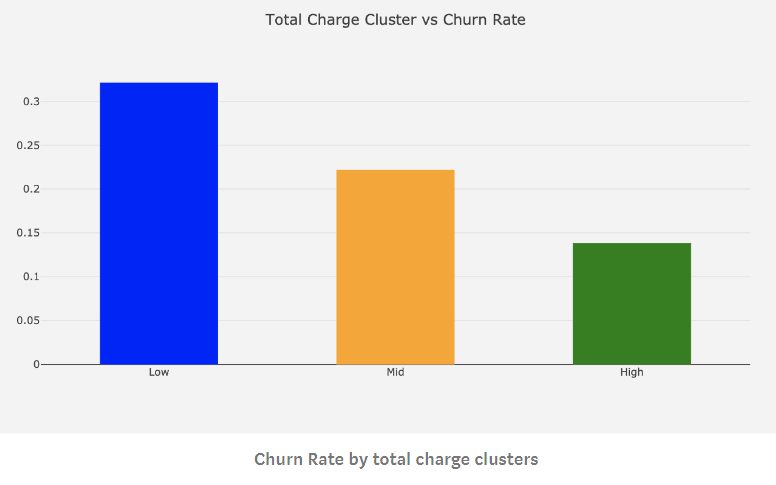 Total Charge Cluster vs Churn Rate
0.3
0.25
0.2
0.15
0.1
0.05
0
Low Mid High
Churn Rate by total charge clusters